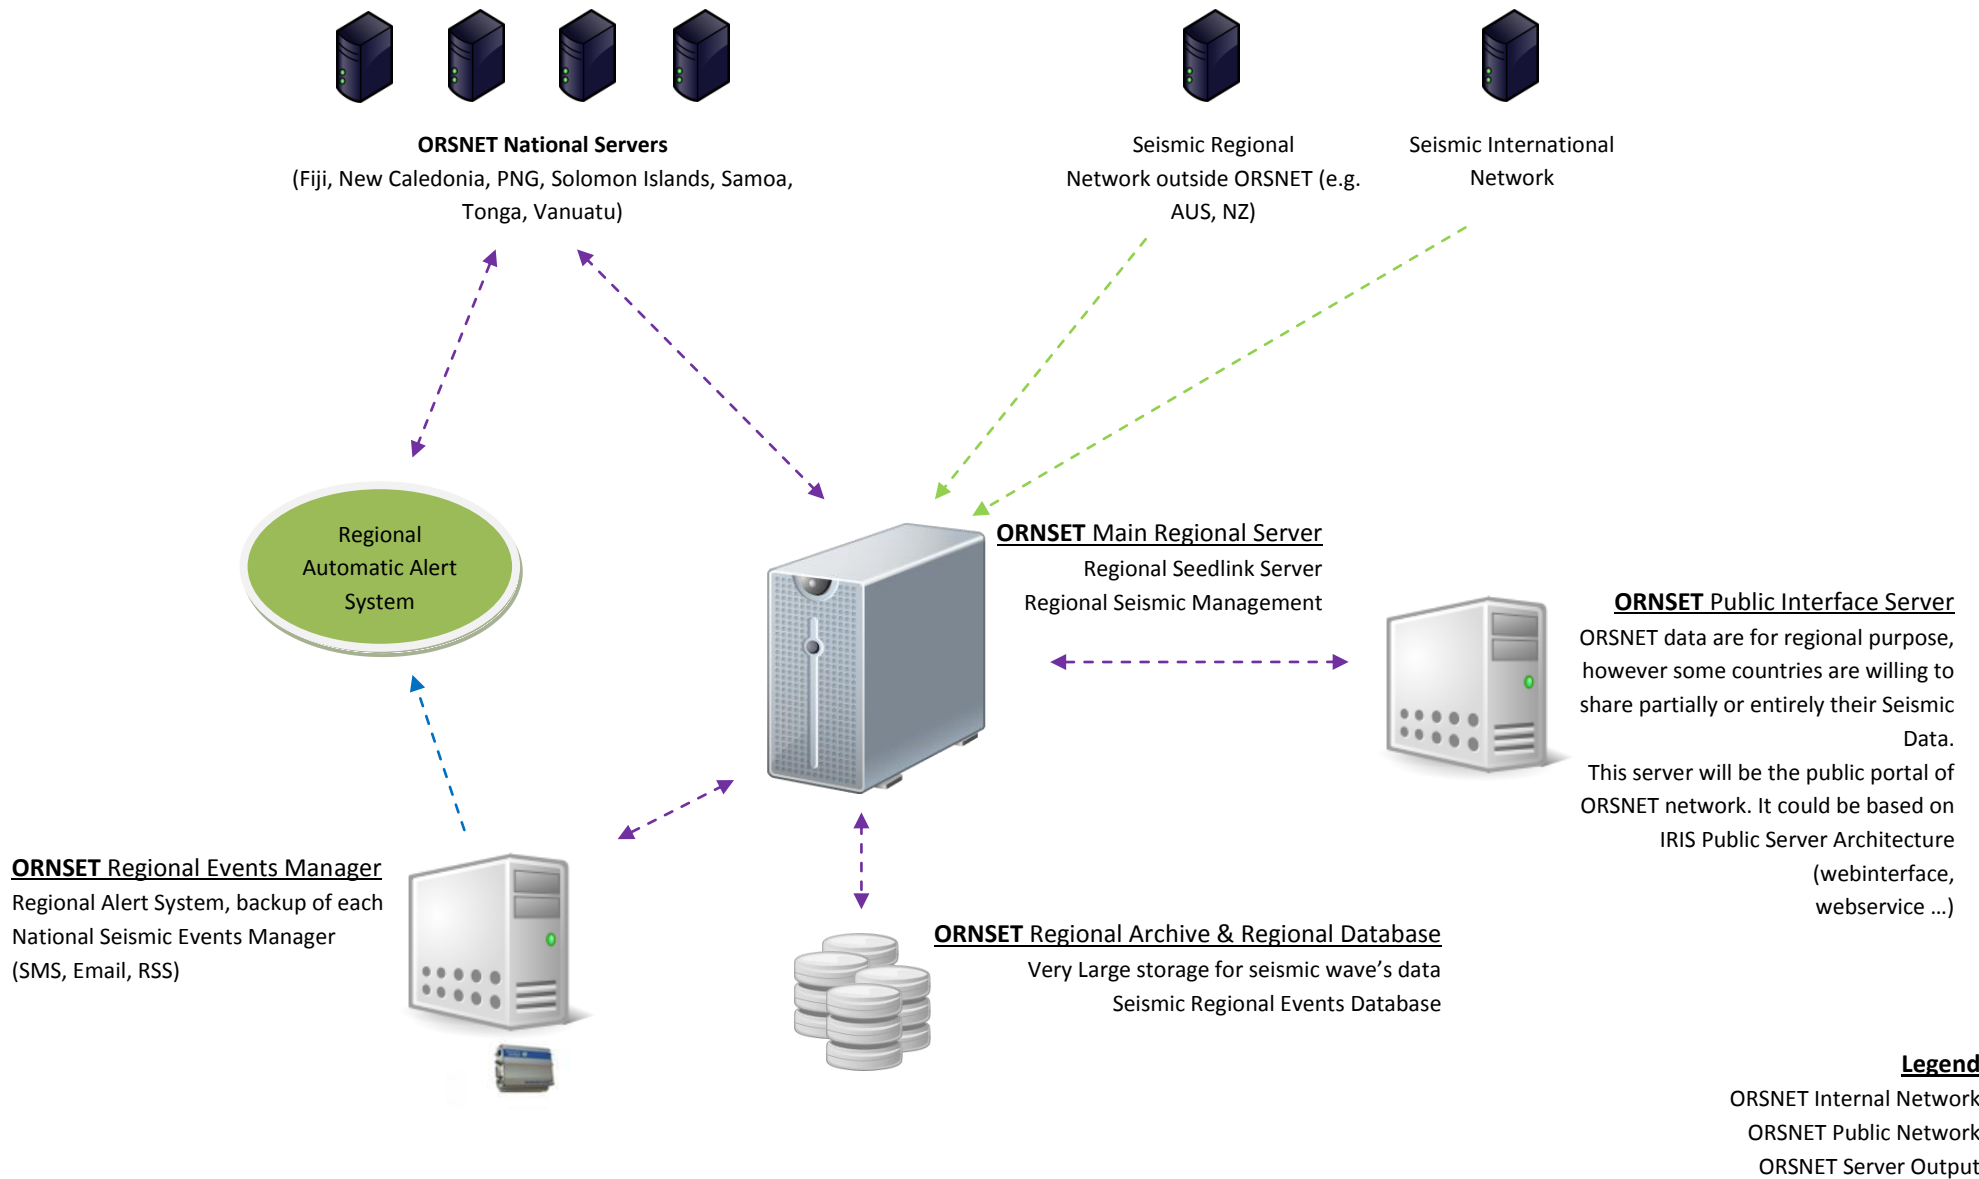 ORSNET National Servers
(Fiji, New Caledonia, PNG, Solomon Islands, Samoa,
Tonga, Vanuatu)
Seismic Regional
Network outside ORSNET (e.g.
AUS, NZ)
Seismic International
Network
Regional
Automatic Alert
System
ORNSET Main Regional Server
Regional Seedlink Server
Regional Seismic Management
ORNSET Public Interface Server
ORSNET data are for regional purpose,
however some countries are willing to
share partially or entirely their Seismic
Data.
This server will be the public portal of
ORSNET network. It could be based on
IRIS Public Server Architecture
(webinterface,
webservice ...)
ORNSET Regional Events Manager
Regional Alert System, backup of each
National Seismic Events Manager
(SMS, Email, RSS)
ORNSET Regional Archive & Regional Database
Very Large storage for seismic wave’s data
Seismic Regional Events Database
Legend
ORSNET Internal Network
ORSNET Public Network
ORSNET Server Output